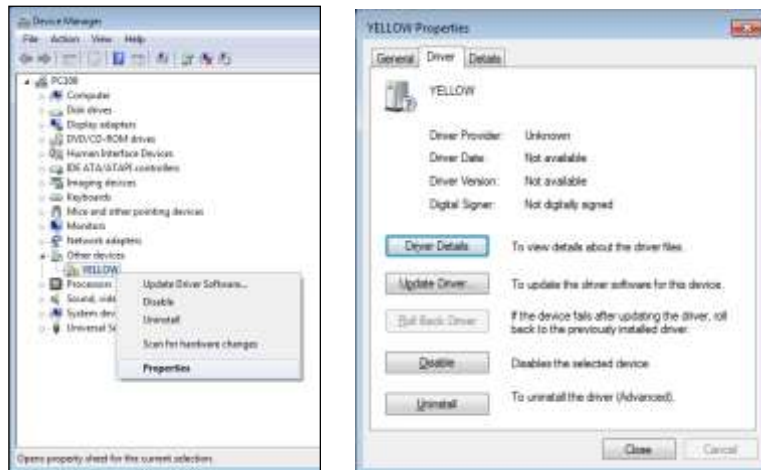 Device Manager
File Action View Help
PC100
Computer
Disk drives
Display adapters
DVD/CD-ROM drives
Human Interface Devices
IDE ATA/ATAPI controllers
Imaging devices
Keyboards
Mice and other pointing devices
Monitors
Network adapters
Other devices
YELLOW
Processors
Sound, vide
System dev
Universal Se
Update Driver Software...
Disable
Uninstall
Scan for hardware changes
Properties
Opens property sheet for the current selection.
YELLOW Properties
General Driver Details
YELLOW
Driver Provider: Unknown
Driver Date: Not available
Driver Version: Not available
Digital Signer: Not digitally signed
Driver Details To view details about the driver files.
Update Driver... To update the driver software for this device.
Roll Back Driver If the device fails after updating the driver, roll
back to the previously installed driver.
Disable Disables the selected device.
Uninstall To uninstall the driver (Advanced).
Close Cancel